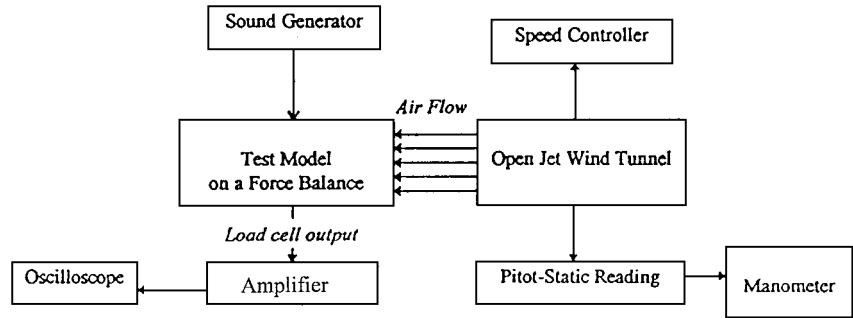 Sound Generator
Speed Controller
Air Flow
Test Model
on a Force Balance
Open Jet Wind Tunnel
Load cell output
Oscilloscope
Amplifier
Pitot-Static Reading
Manometer